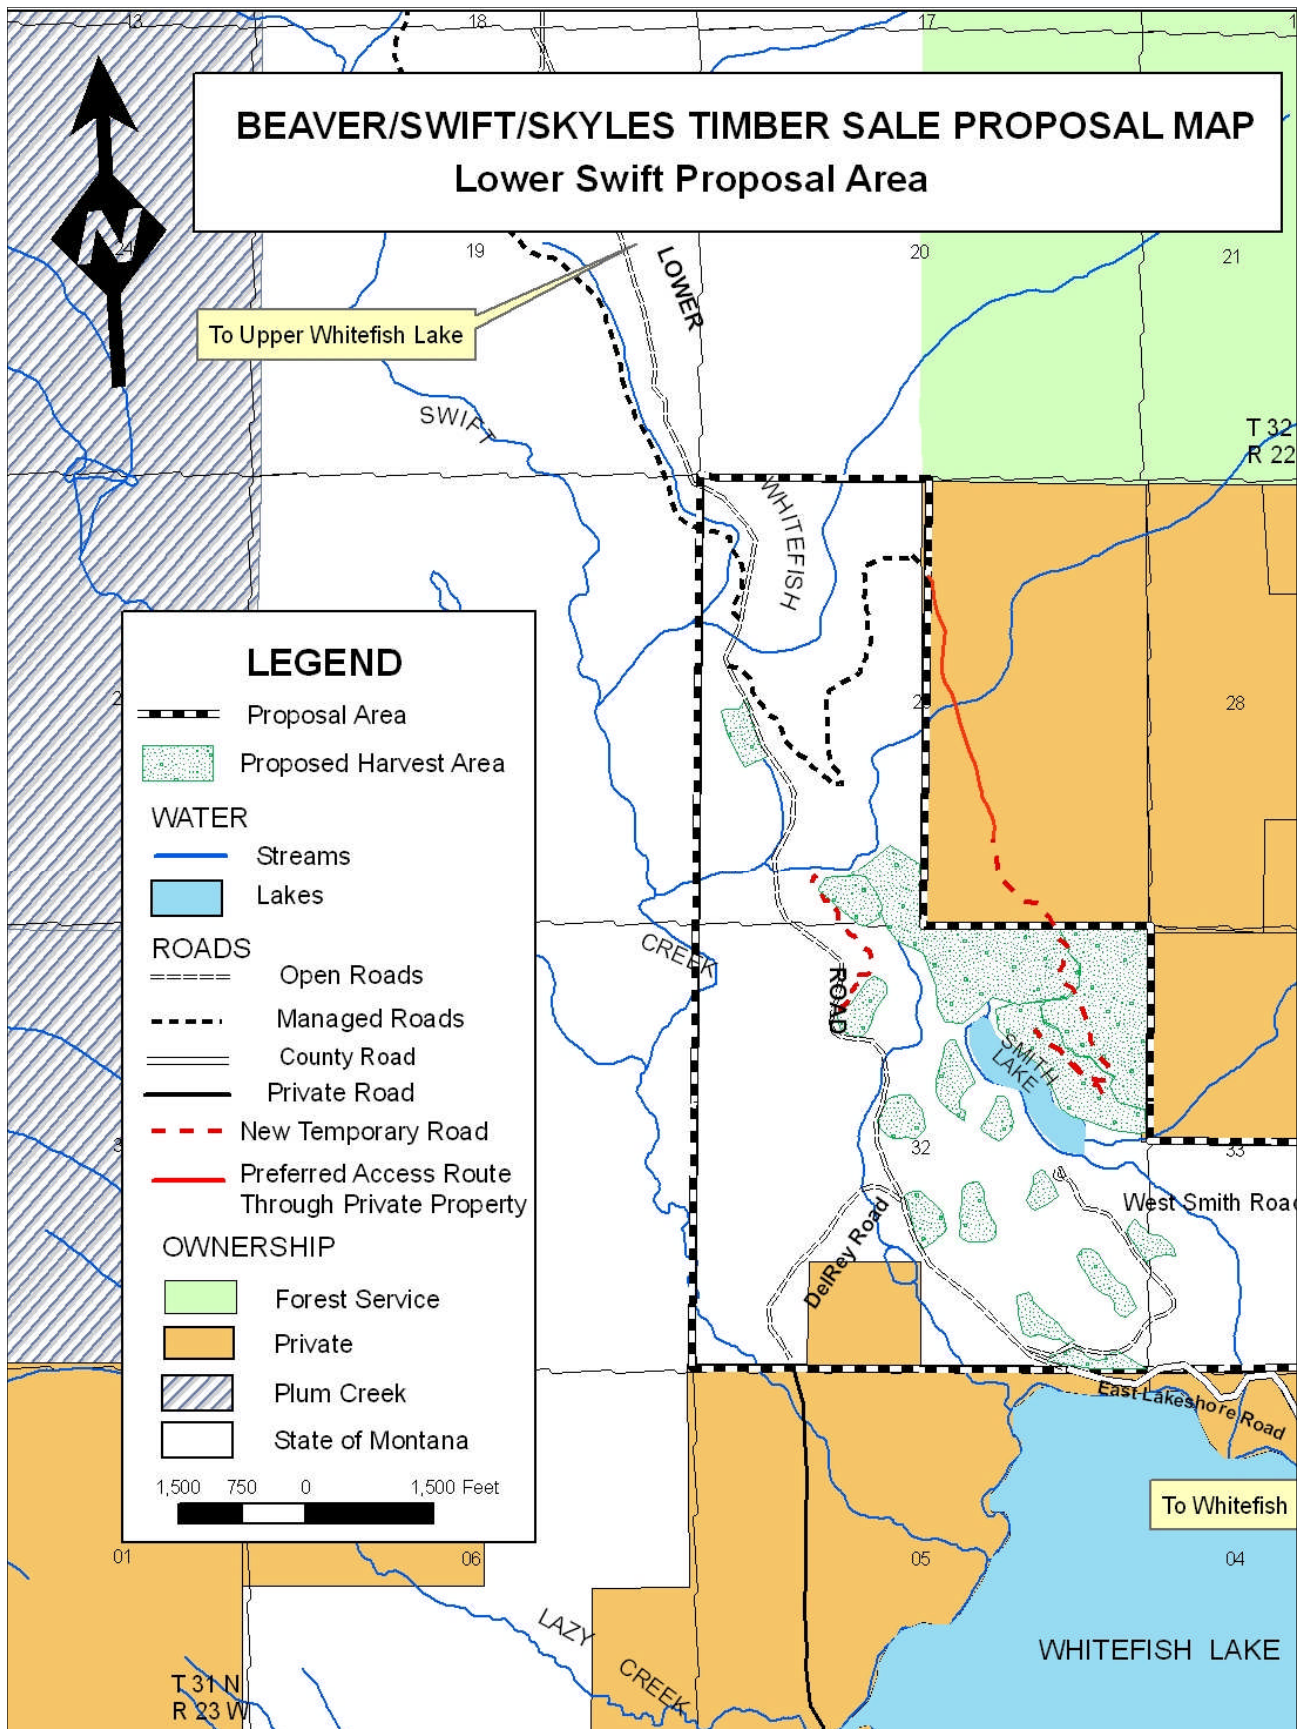 13
18
17
BEAVER/SWIFT/SKYLES TIMBER SALE PROPOSAL MAP
Lower Swift Proposal Area
N
24
19
20
21
LOWER
To Upper Whitefish Lake
SWIFT
T 32
R 22
WHITEFISH
28
LEGEND
Proposal Area
Proposed Harvest Area
WATER
Streams
Lakes
ROADS
Open Roads
Managed Roads
County Road
Private Road
New Temporary Road
Preferred Access Route
Through Private Property
OWNERSHIP
Forest Service
Private
Plum Creek
State of Montana
1,500 750 0 1,500 Feet
CREEK
ROAD
SMITH
LAKE
32
33
West Smith Road
DelRey Road
East Lakeshore Road
To Whitefish
01
06
05
04
LAZY
CREEK
WHITEFISH LAKE
T 31 N
R 23 W